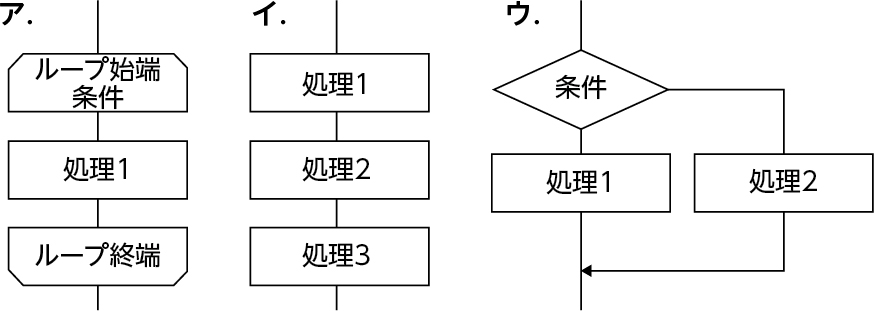 ア.
ループ始端
条件
処理1
ループ終端
イ.
処理1
処理2
処理3
ウ.
条件
処理1
処理2